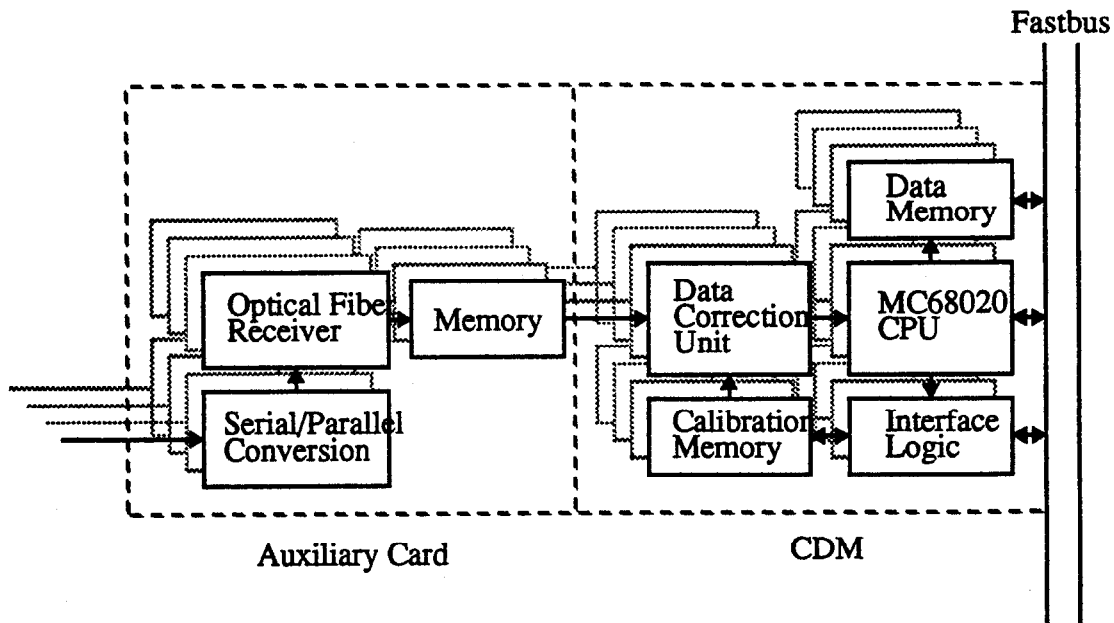 Fastbus
Data
Memory
Optical Fiber
Receiver
Memory
Data
Correction
Unit
MC68020
CPU
Serial/Parallel
Conversion
Calibration
Memory
Interface
Logic
Auxiliary Card
CDM